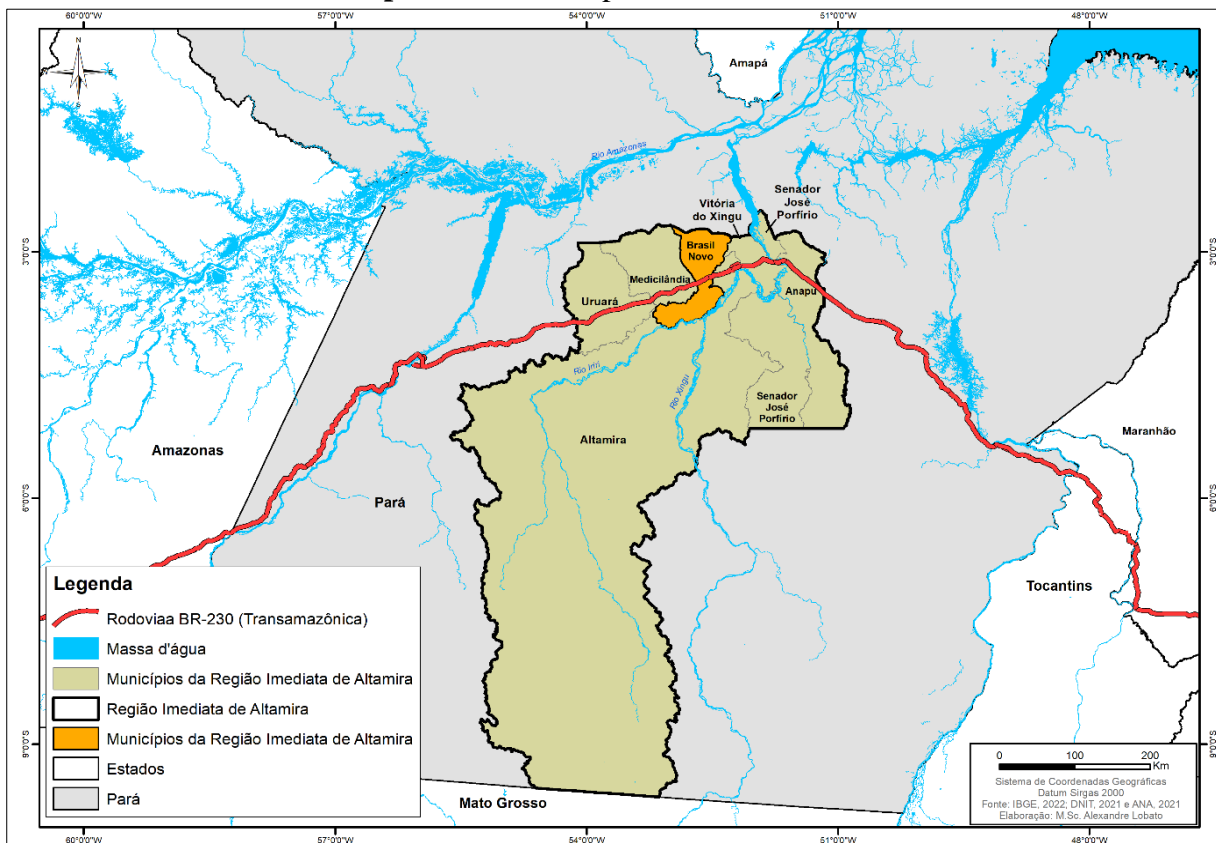 60°0'0"W 57°0'0"W 54°0'0"W 51°0'0"W 48°0'0"W
N
S
Amapá
Rio Amazonas
Senador
José
Porfírio
Vitória
do Xingu
3°0'0"S
3°0'0"S
Brasil
Novo
Medicilândia
Uruará
Anapu
Rio Iriri
Rio Xingu
Senador
José
Porfírio
Altamira
Maranhão
Amazonas
Pará
6°0'0"S
6°0'0"S
Tocantins
Mato Grosso
Legenda
Rodoviaa BR-230 (Transamazônica)
Massa d'água
Municípios da Região Imediata de Altamira
Região Imediata de Altamira
Municípios da Região Imediata de Altamira
Estados
Pará
9°0'0"S
9°0'0"S
0 100 200
Km
Sistema de Coordenadas Geográficas
Datum Sirgas 2000
Fonte: IBGE, 2022; DNIT, 2021 e ANA, 2021
Elaboração: M.Sc. Alexandre Lobato
60°0'0"W 57°0'0"W 54°0'0"W 51°0'0"W 48°0'0"W